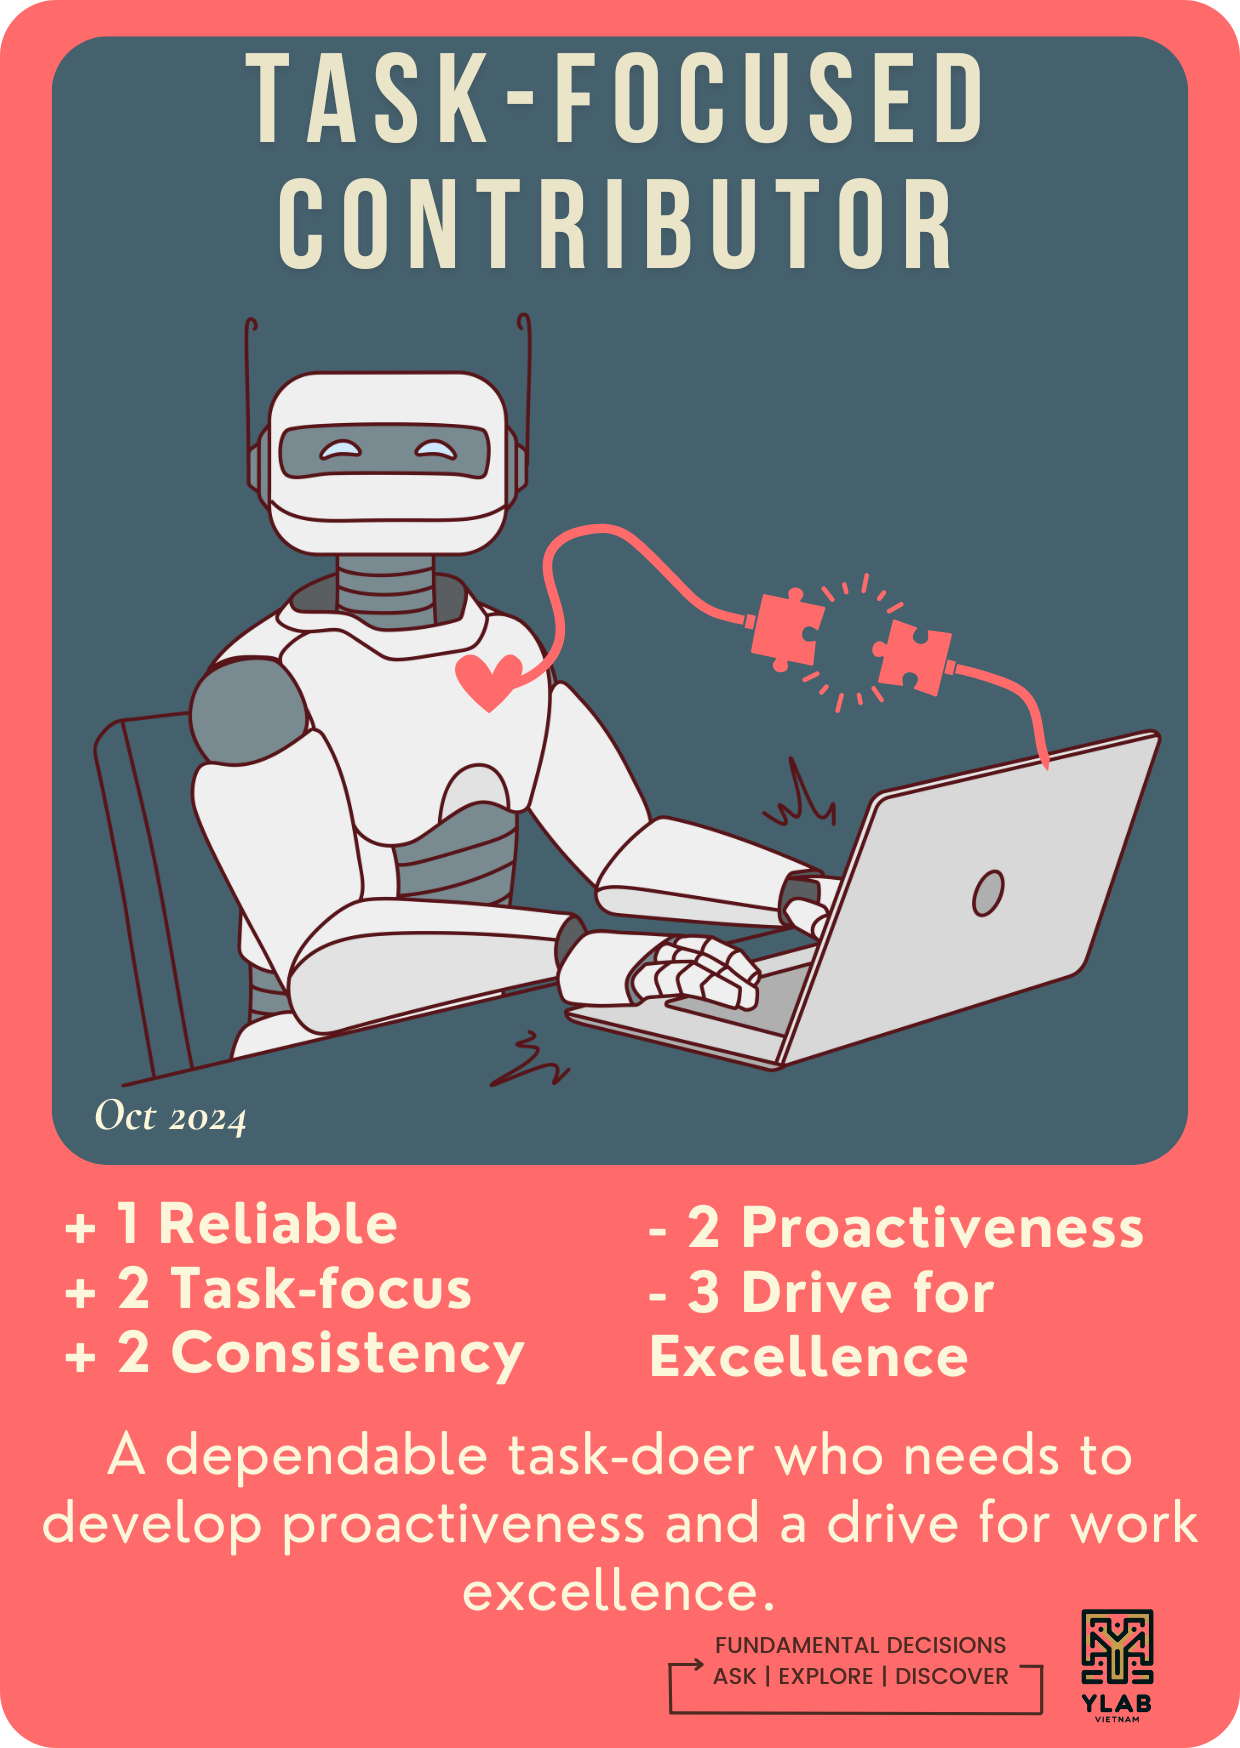 TASK-FOCUSED
CONTRIBUTOR
Oct 2024
+ 1 Reliable
+ 2 Task-focus
+ 2 Consistency
- 2 Proactiveness
- 3 Drive for
Excellence
A dependable task-doer who needs to
develop proactiveness and a drive for work
excellence.
FUNDAMENTAL DECISIONS
ASK | EXPLORE | DISCOVER
YLAB
VIETNAM